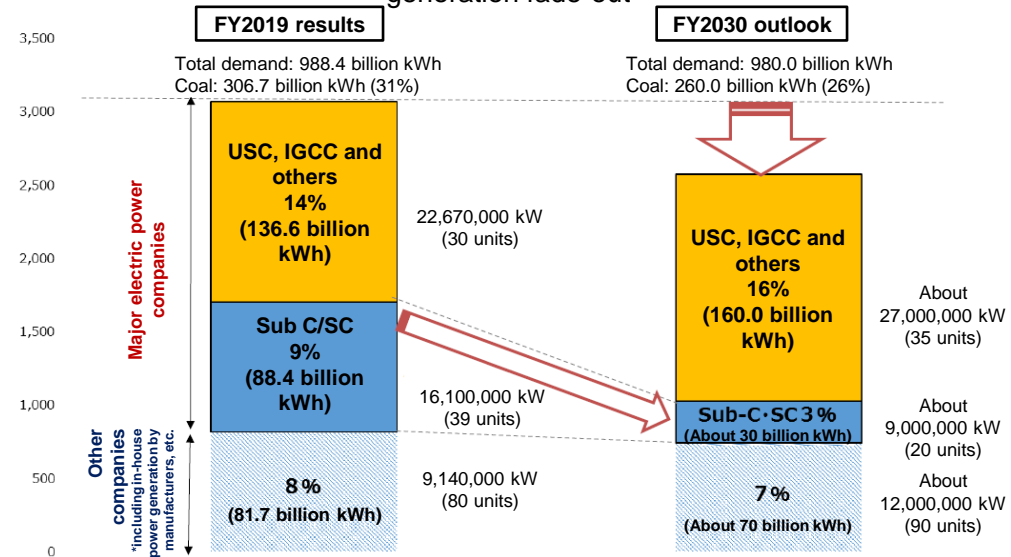 generation fade-out
FY2019 results
FY2030 outlook
3,500
3,000
2,500
2,000
1,500
1,000
500
0
Total demand: 988.4 billion kWh
Coal: 306.7 billion kWh (31%)
Total demand: 980.0 billion kWh
Coal: 260.0 billion kWh (26%)
Major electric power
companies
Other
companies
*including in-house
power generation by
manufacturers, etc.
USC, IGCC and
others
14%
(136.6 billion
kWh)
22,670,000 kW
(30 units)
Sub C/SC
9%
(88.4 billion
kWh)
16,100,000 kW
(39 units)
8%
(81.7 billion kWh)
9,140,000 kW
(80 units)
USC, IGCC and
others
16%
(160.0 billion
kWh)
About
27,000,000 kW
(35 units)
Sub-C・SC3%
(About 30 billion kWh)
About
9,000,000 kW
(20 units)
7%
(About 70 billion kWh)
About
12,000,000 kW
(90 units)